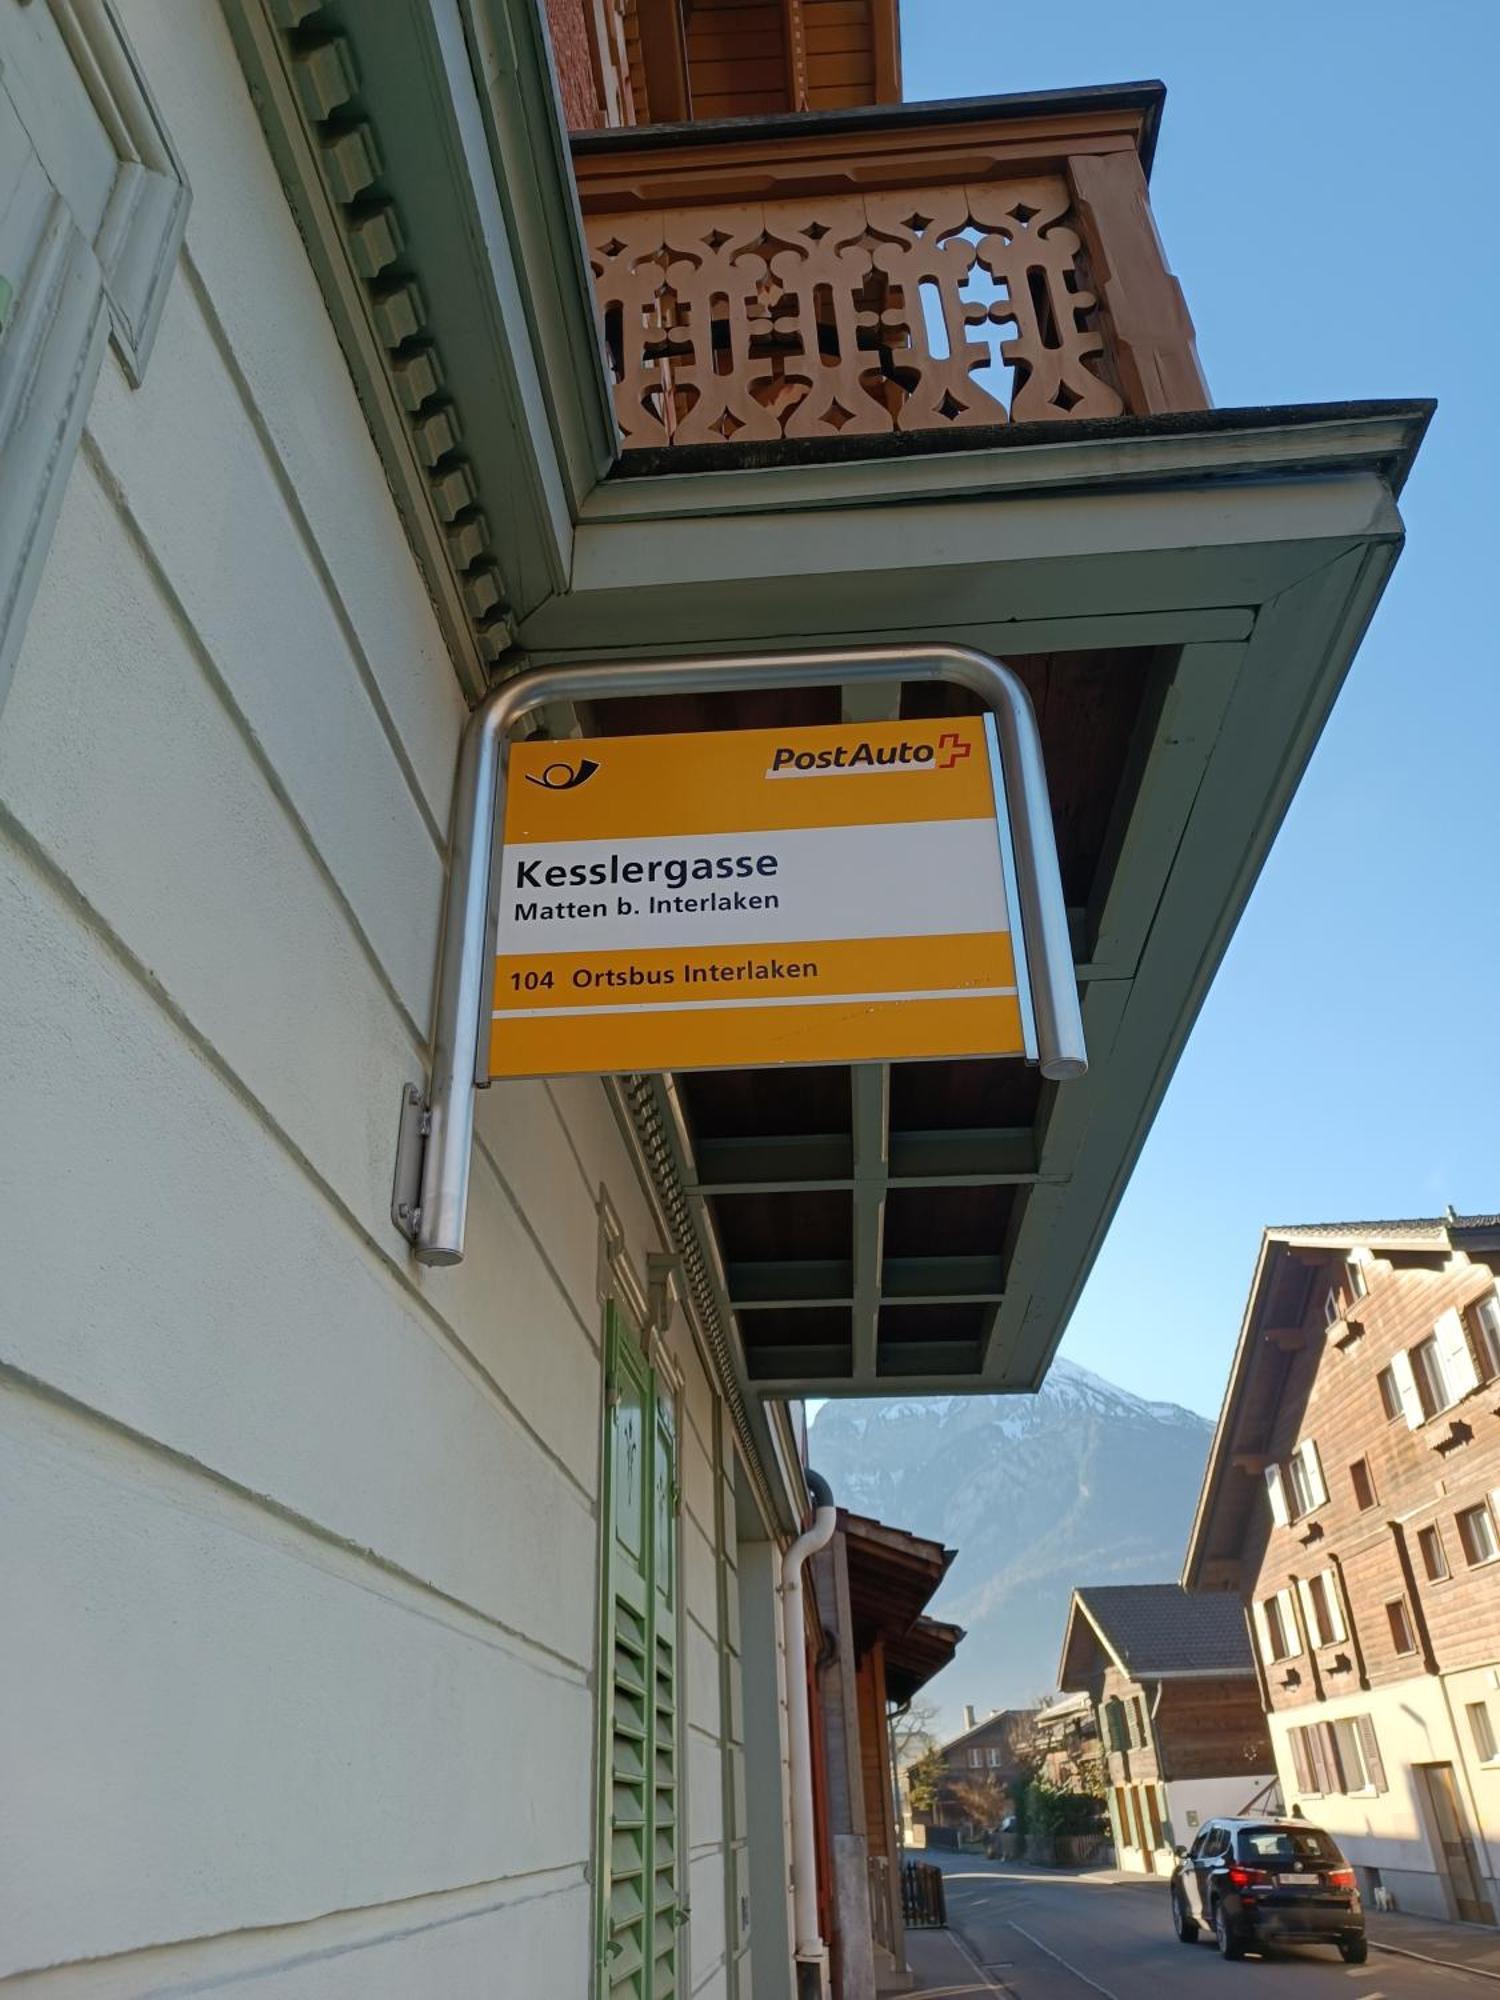 PostAuto
Kesslergasse
Matten b. Interlaken
104 Ortsbus Interlaken